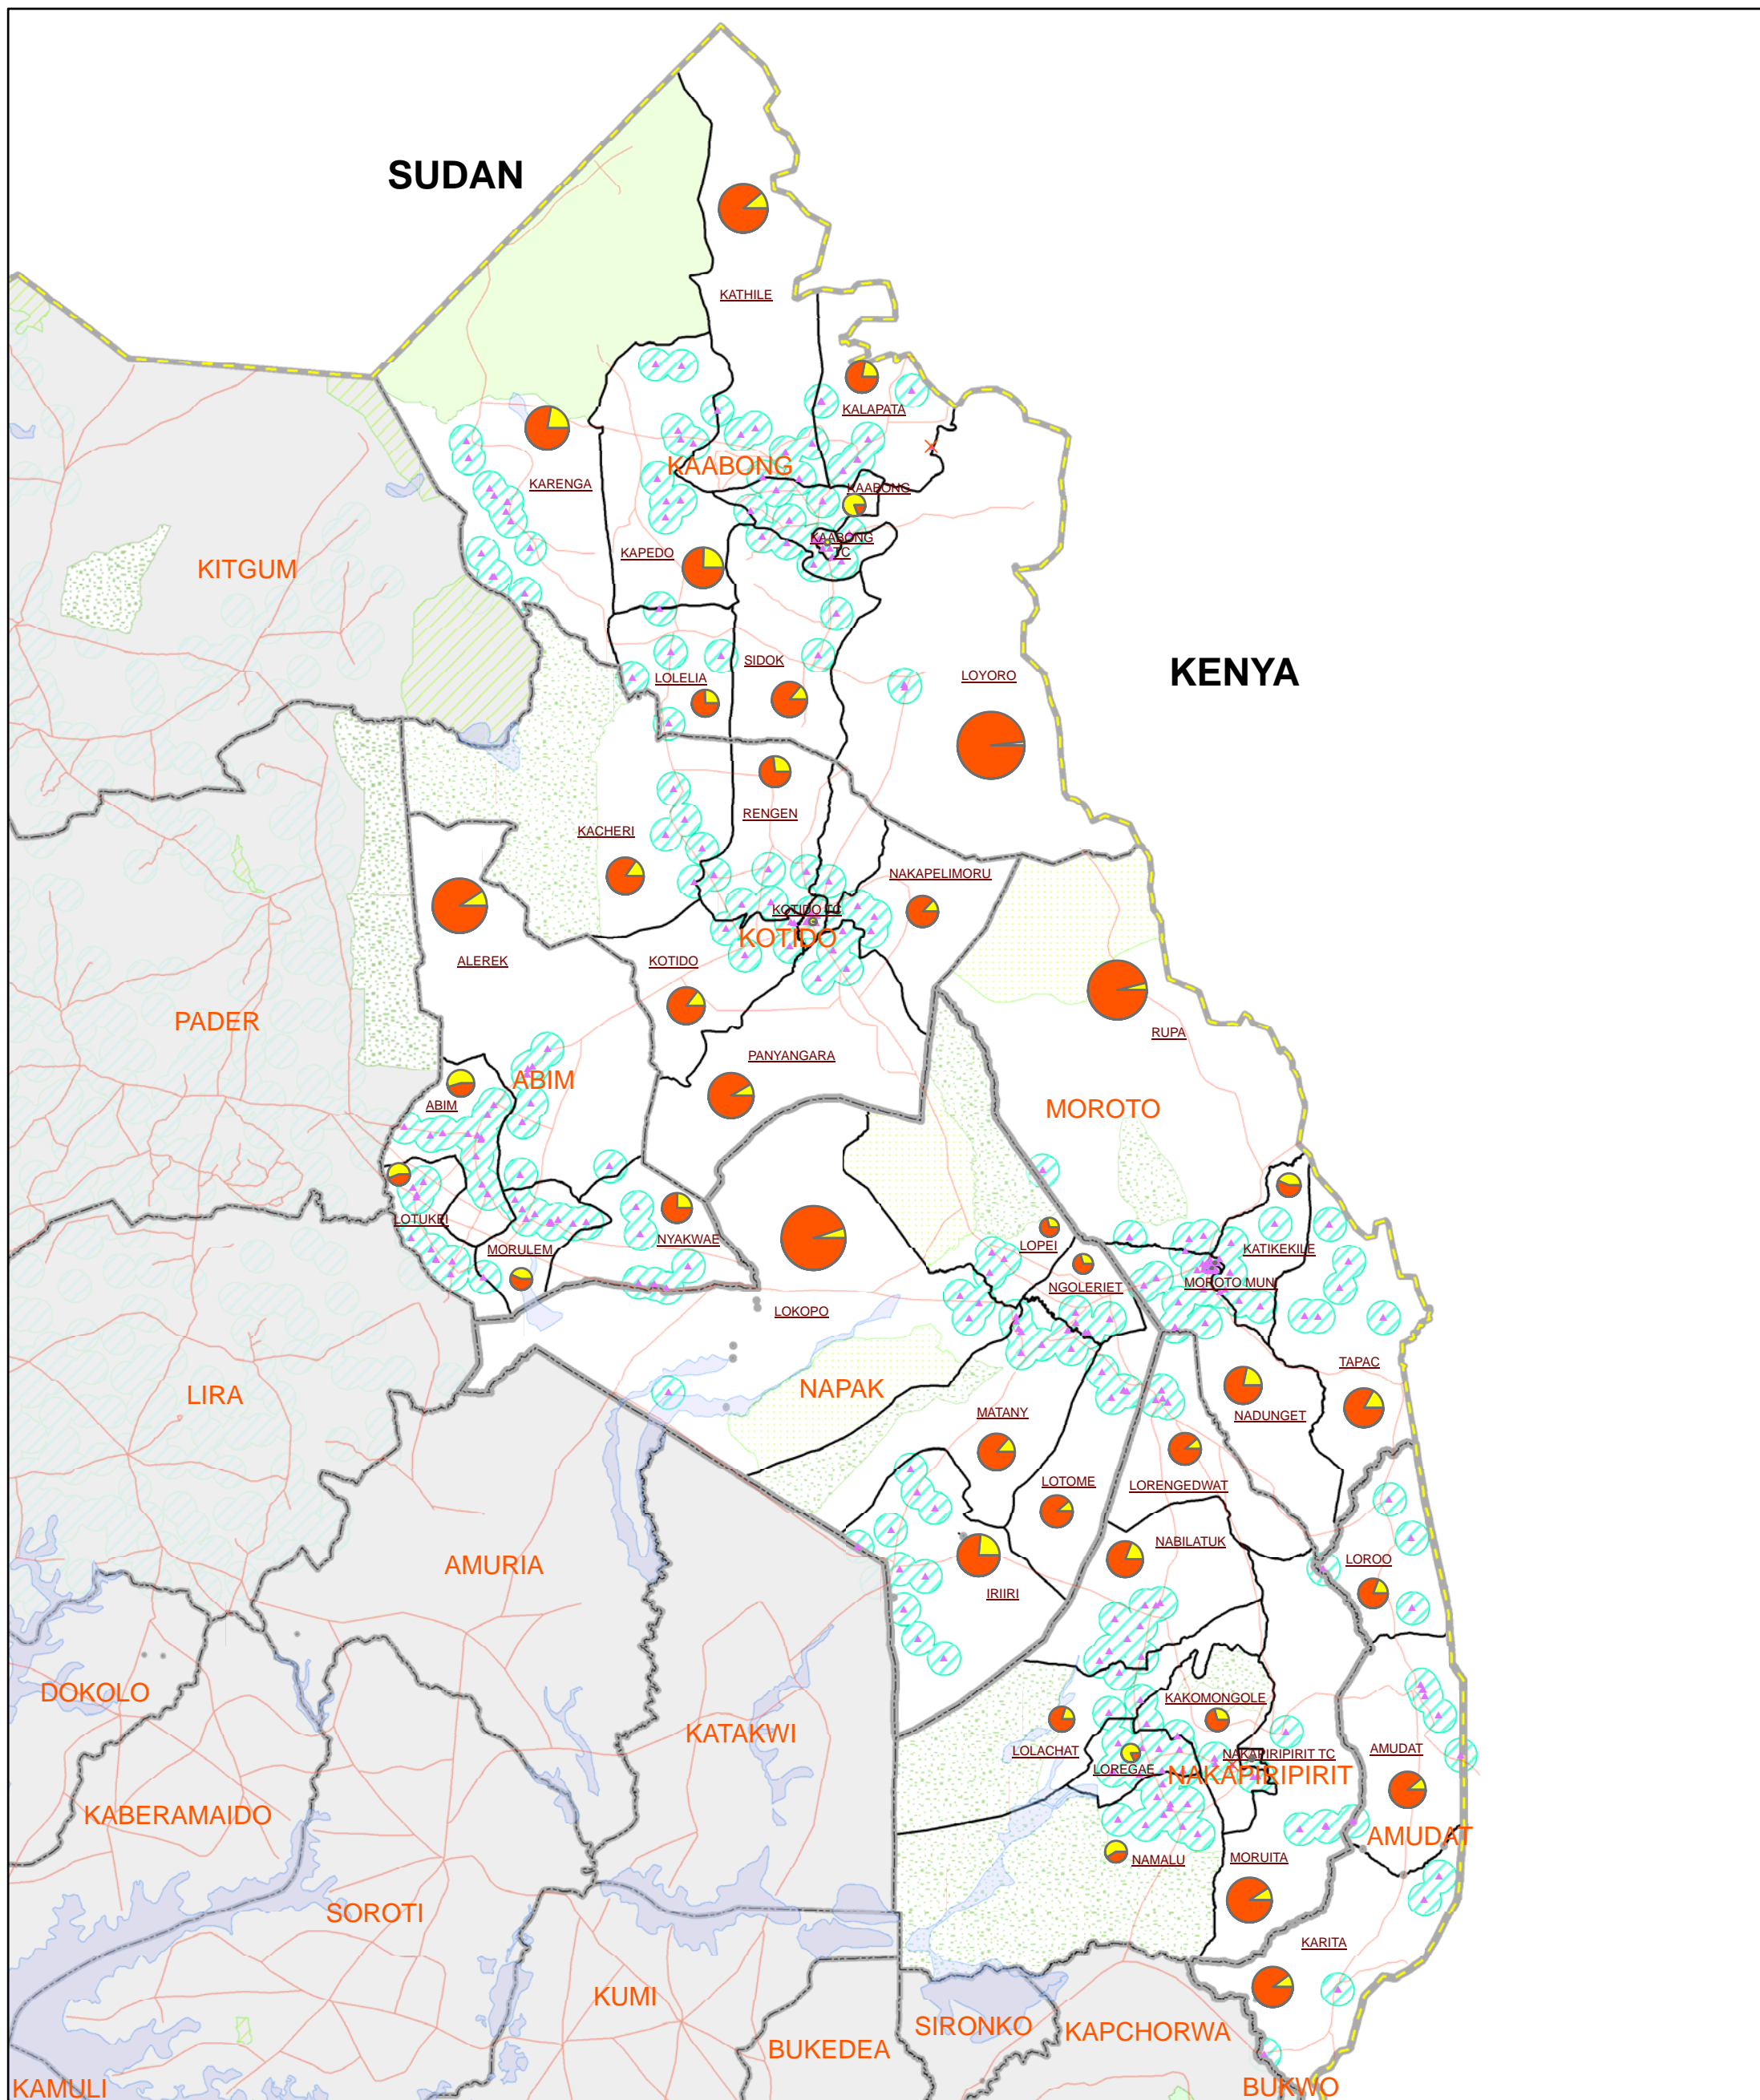 SUDAN
KATHILE
KALAPATA
KAABONG
KARENGA
KAABONG
KAABONG
TC
KAPEDO
KITGUM
SIDOK
LOLELIA
LOYORO
KENYA
RENGEN
KACHERI
NAKAPELIMORU
KOTIDO TC
KOTIDO
ALEREK
KOTIDO
PADER
RUPA
PANYANGARA
ABIM
ABIM
MOROTO
LOTUKEI
NYAKWAE
LOPEI
KATIKEKILE
MORULEM
NGOLERIET
MOROTO MUN
LOKOPO
TAPAC
LIRA
NAPAK
MATANY
NADUNGET
LOTOME
LORENGEDWAT
NABILATUK
AMURIA
LOROO
IRIIRI
DOKOLO
KATAKWI
KAKOMONGOLE
LOLACHAT
NAKAPIRIPIRIT TC
AMUDAT
LOREGAE
NAKAPIRIPIRIT
KABERAMAIDO
AMUDAT
NAMALU
MORUITA
SOROTI
KARITA
KUMI
SIRONKO
KAPCHORWA
BUKEDEA
KAMULI
BUKWO